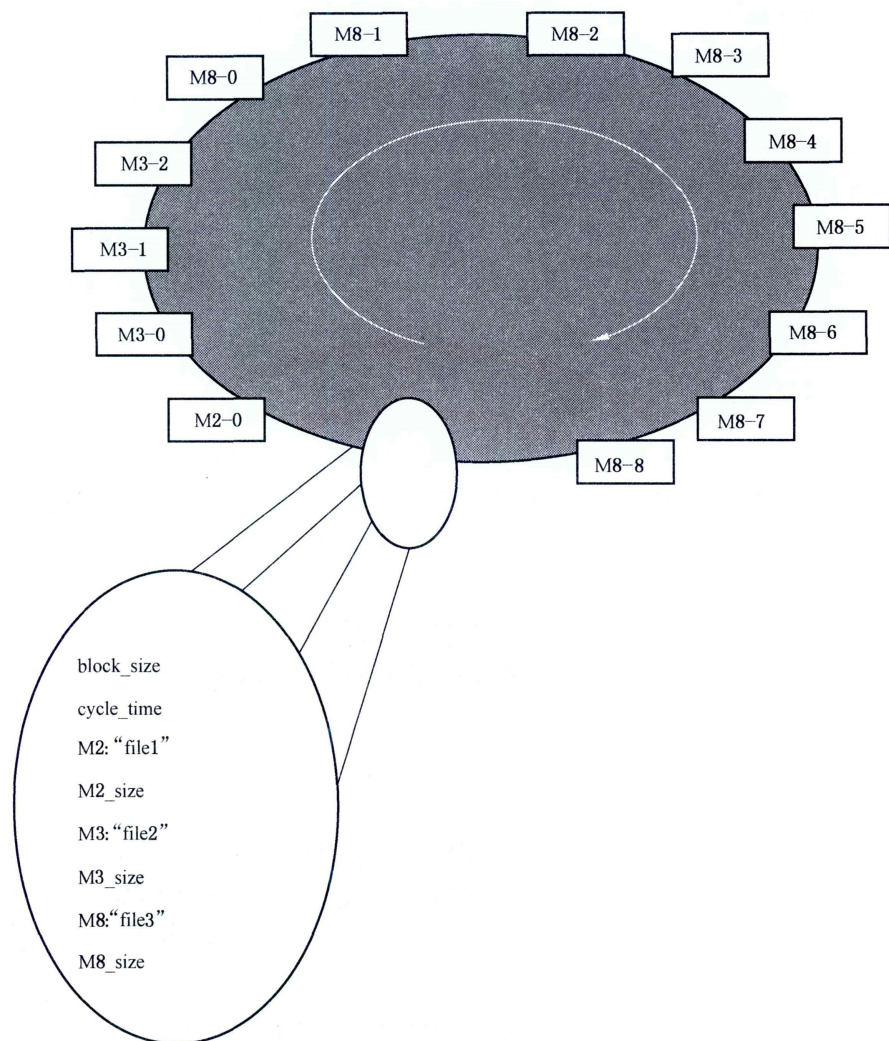 M8-1
M8-2
M8-0
M8-3
M3-2
M8-4
M3-1
M8-5
M3-0
M8-6
M2-0
M8-7
M8-8
block_size
cycle_time
M2: “file1”
M2_size
M3: “file2”
M3_size
M8:“file3”
M8_size